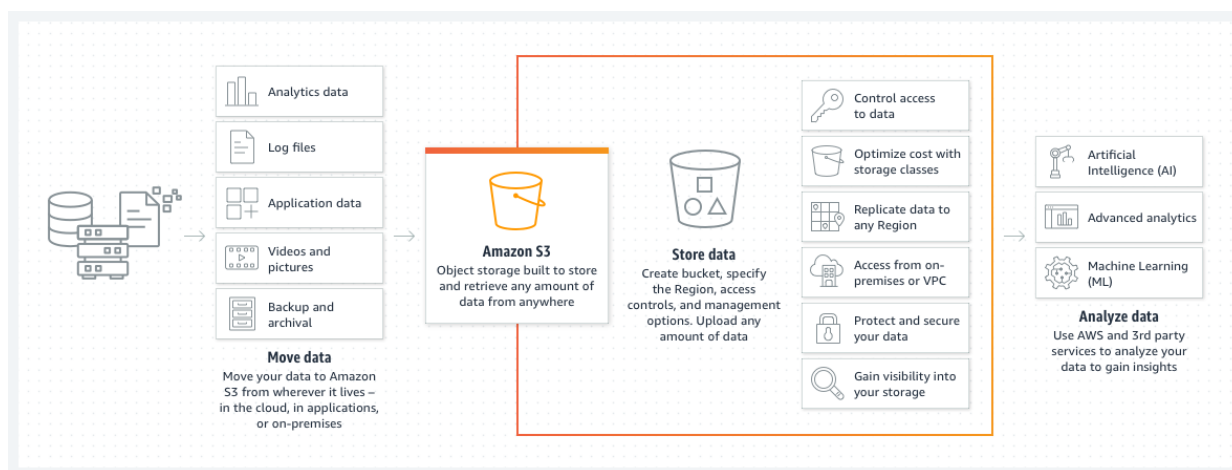 Analytics data
Log files
Application data
Videos and
pictures
Backup and
archival
Move data
Move your data to Amazon
S3 from wherever it lives –
in the cloud, in applications,
or on-premises
Amazon S3
Object storage built to store
and retrieve any amount of
data from anywhere
Store data
Create bucket, specify
the Region, access
controls, and management
options. Upload any
amount of data
Control access
to data
Optimize cost with
storage classes
Replicate data to
any Region
Access from on-
premises or VPC
Protect and secure
your data
Gain visibility into
your storage
Artificial
Intelligence (AI)
Advanced analytics
Machine Learning
(ML)
Analyze data
Use AWS and 3rd party
services to analyze your
data to gain insights